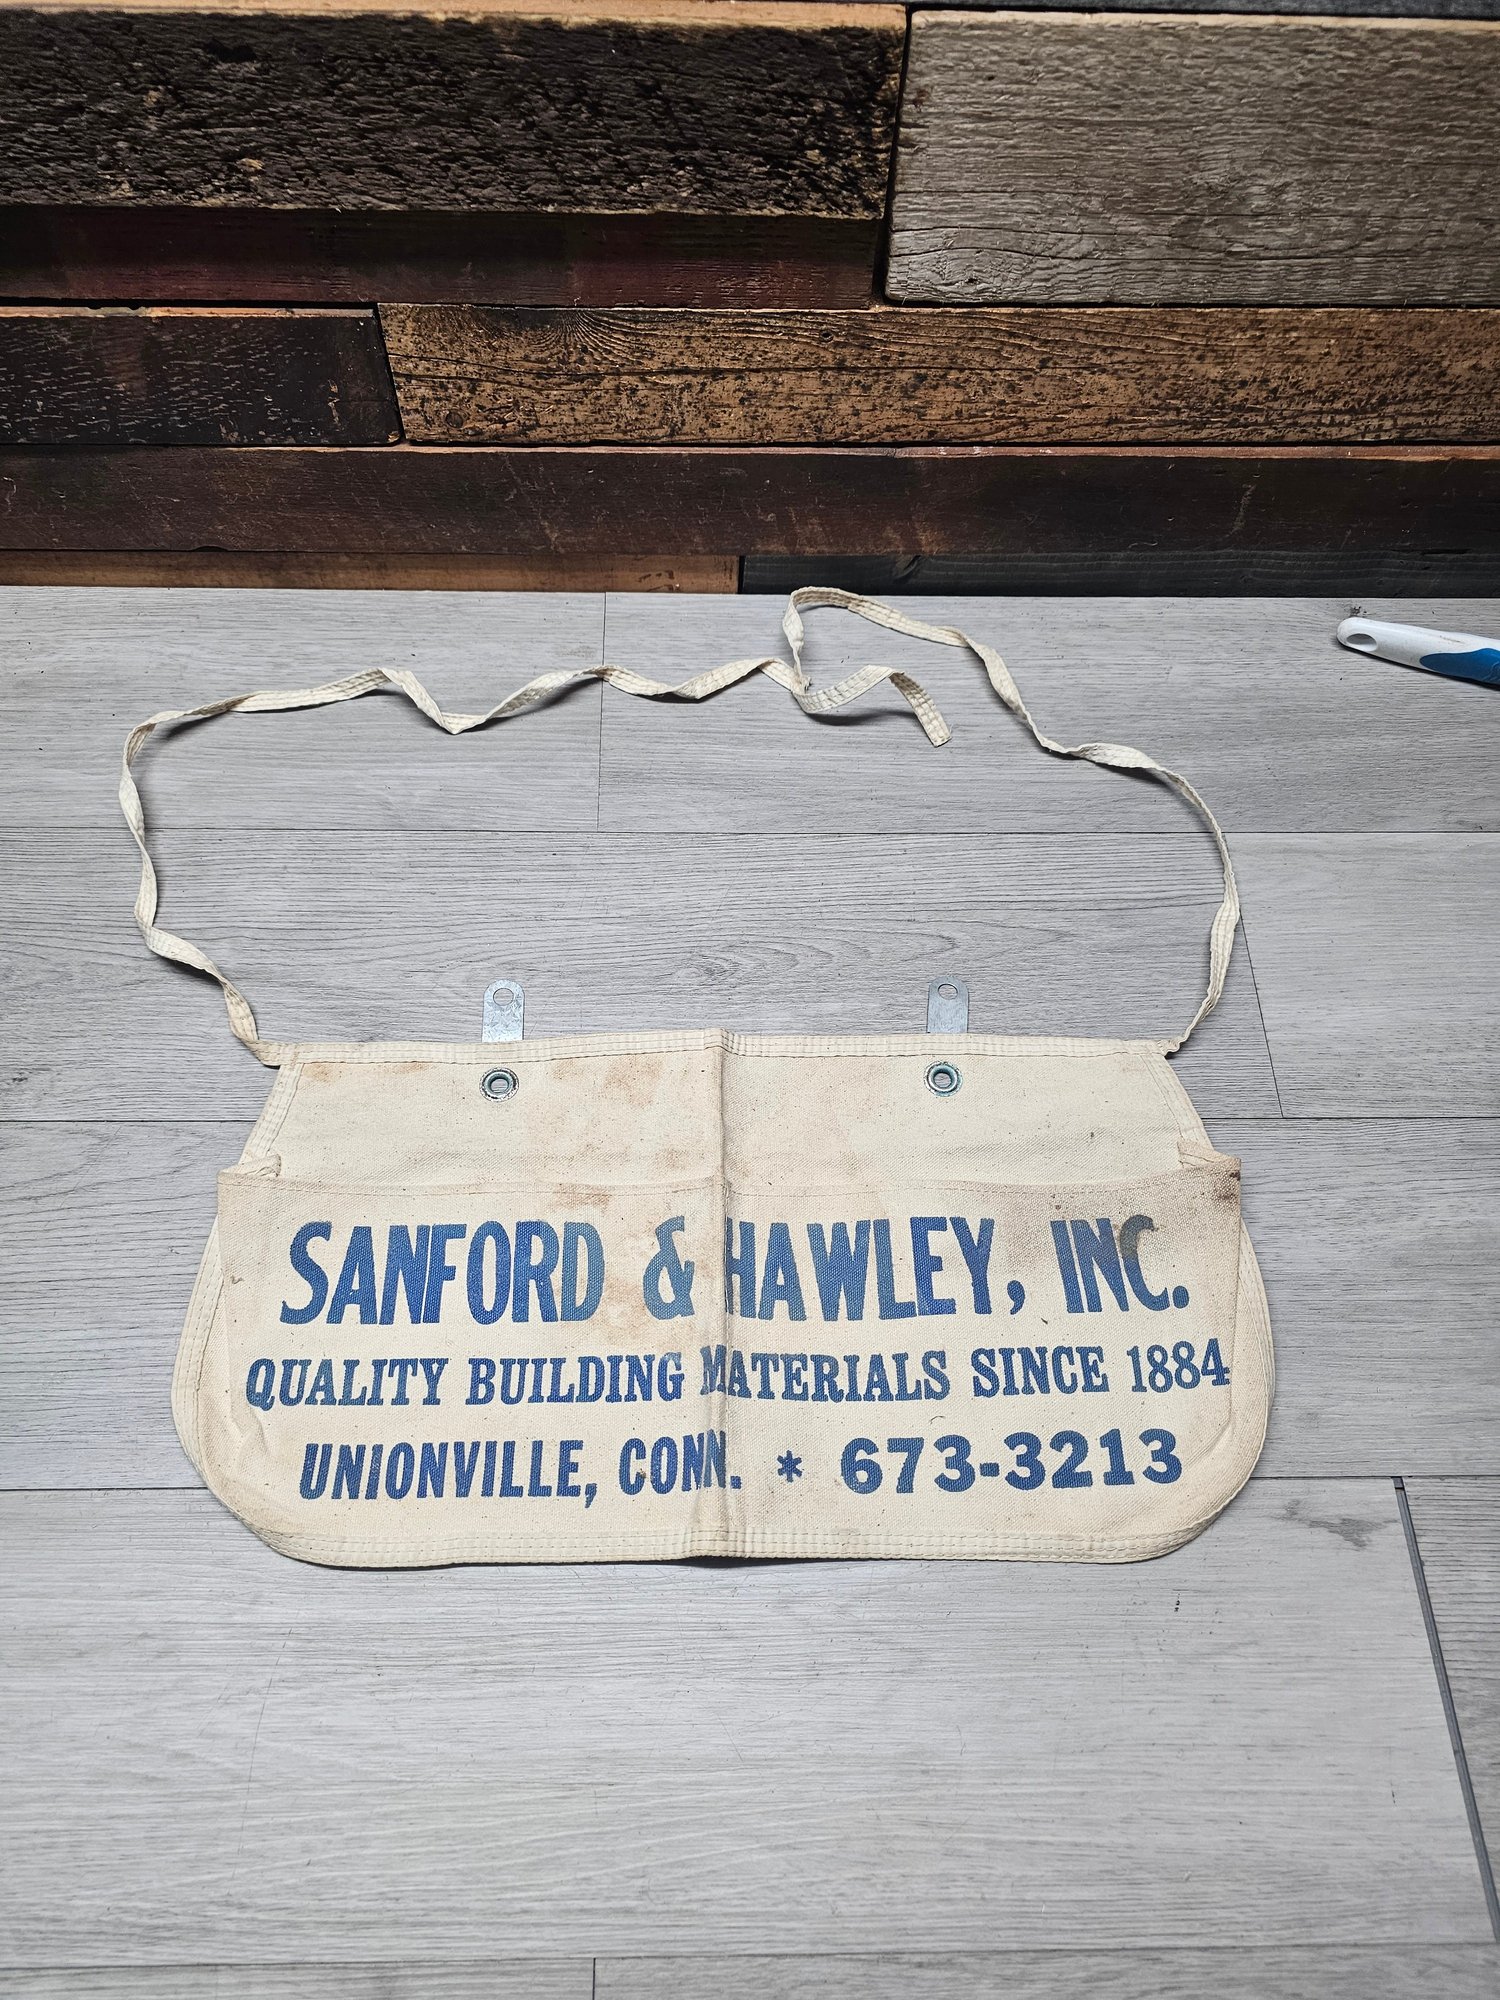 SANFORD & HAWLEY, INC.
QUALITY BUILDING MATERIALS SINCE 1884
UNIONVILLE, CONN. * 673-3213